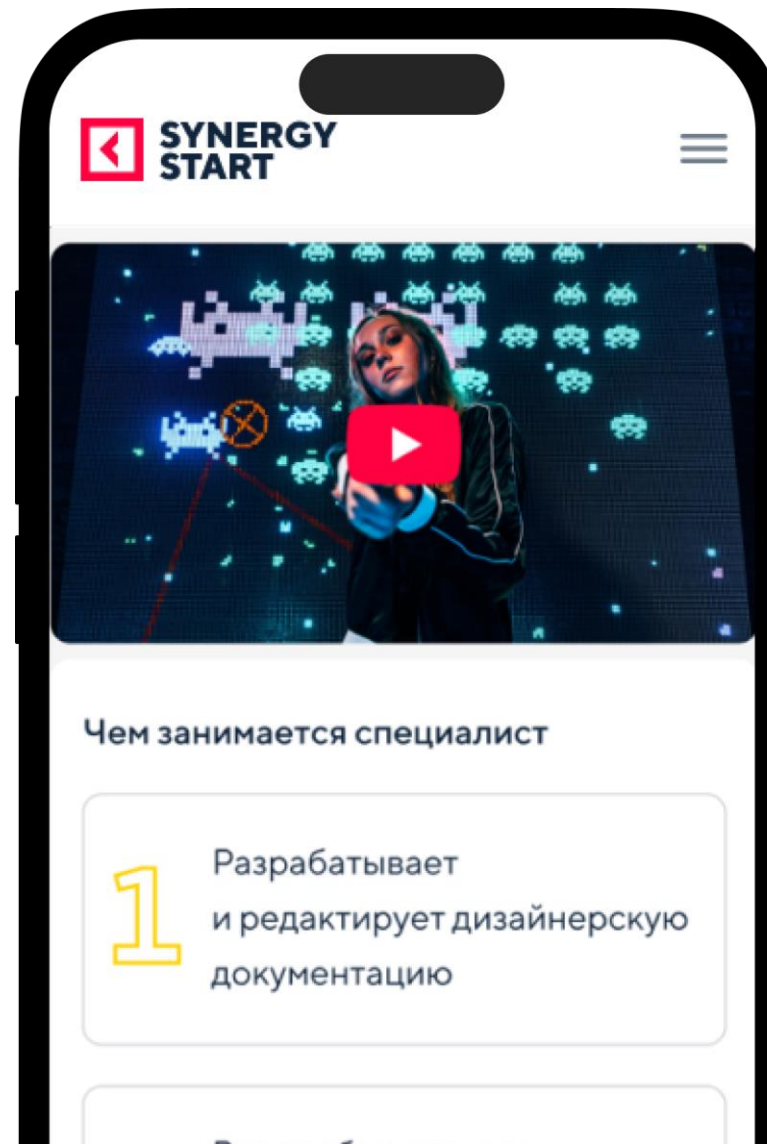 SYNERGY
START
Чем занимается специалист
1
Разрабатывает
и редактирует дизайнерскую
документацию